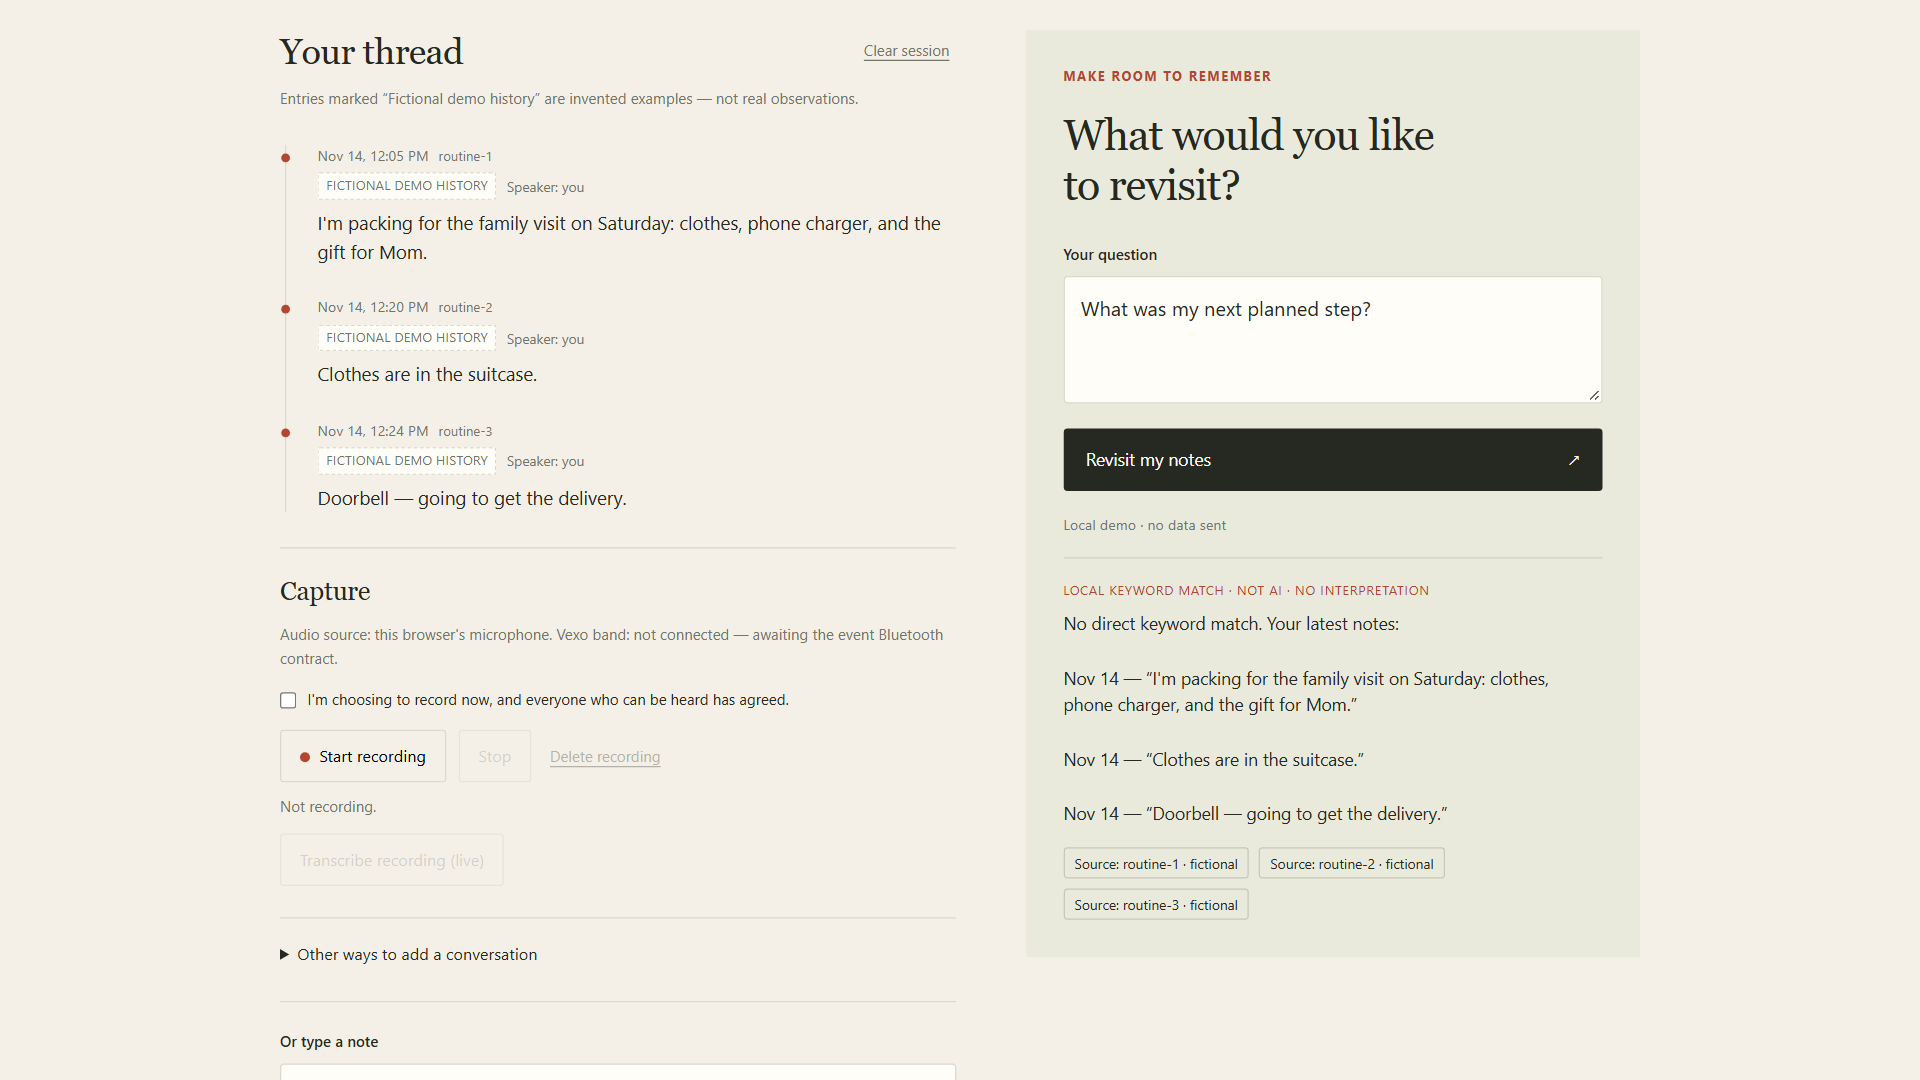 Your thread
Clear session
Entries marked “Fictional demo history” are invented examples — not real observations.
Nov 14, 12:05 PM routine-1
FICTIONAL DEMO HISTORY Speaker: you
I'm packing for the family visit on Saturday: clothes, phone charger, and the
gift for Mom.
Nov 14, 12:20 PM routine-2
FICTIONAL DEMO HISTORY Speaker: you
Clothes are in the suitcase.
Nov 14, 12:24 PM routine-3
FICTIONAL DEMO HISTORY Speaker: you
Doorbell — going to get the delivery.
Capture
Audio source: this browser's microphone. Vexo band: not connected — awaiting the event Bluetooth
contract.
I'm choosing to record now, and everyone who can be heard has agreed.
Start recording
Stop
Delete recording
Not recording.
Transcribe recording (live)
Other ways to add a conversation
Or type a note
MAKE ROOM TO REMEMBER
What would you like
to revisit?
Your question
What was my next planned step?
Revisit my notes ↗
Local demo · no data sent
LOCAL KEYWORD MATCH · NOT AI · NO INTERPRETATION
No direct keyword match. Your latest notes:
Nov 14 — “I'm packing for the family visit on Saturday: clothes,
phone charger, and the gift for Mom.”
Nov 14 — “Clothes are in the suitcase.”
Nov 14 — “Doorbell — going to get the delivery.”
Source: routine-1 · fictional
Source: routine-2 · fictional
Source: routine-3 · fictional